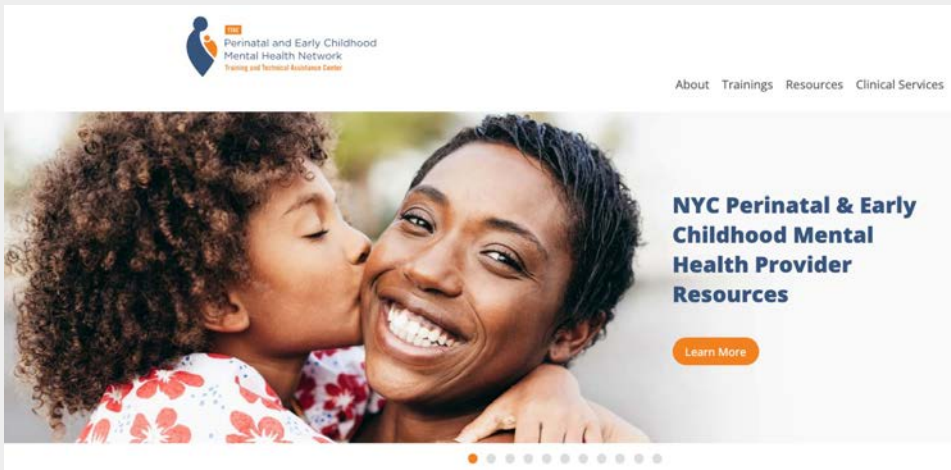 THE
Perinatal and Early Childhood
Mental Health Network
Training and Technical Assistance Center
About Trainings Resources Clinical Services
NYC Perinatal & Early
Childhood Mental
Health Provider
Resources
Learn More